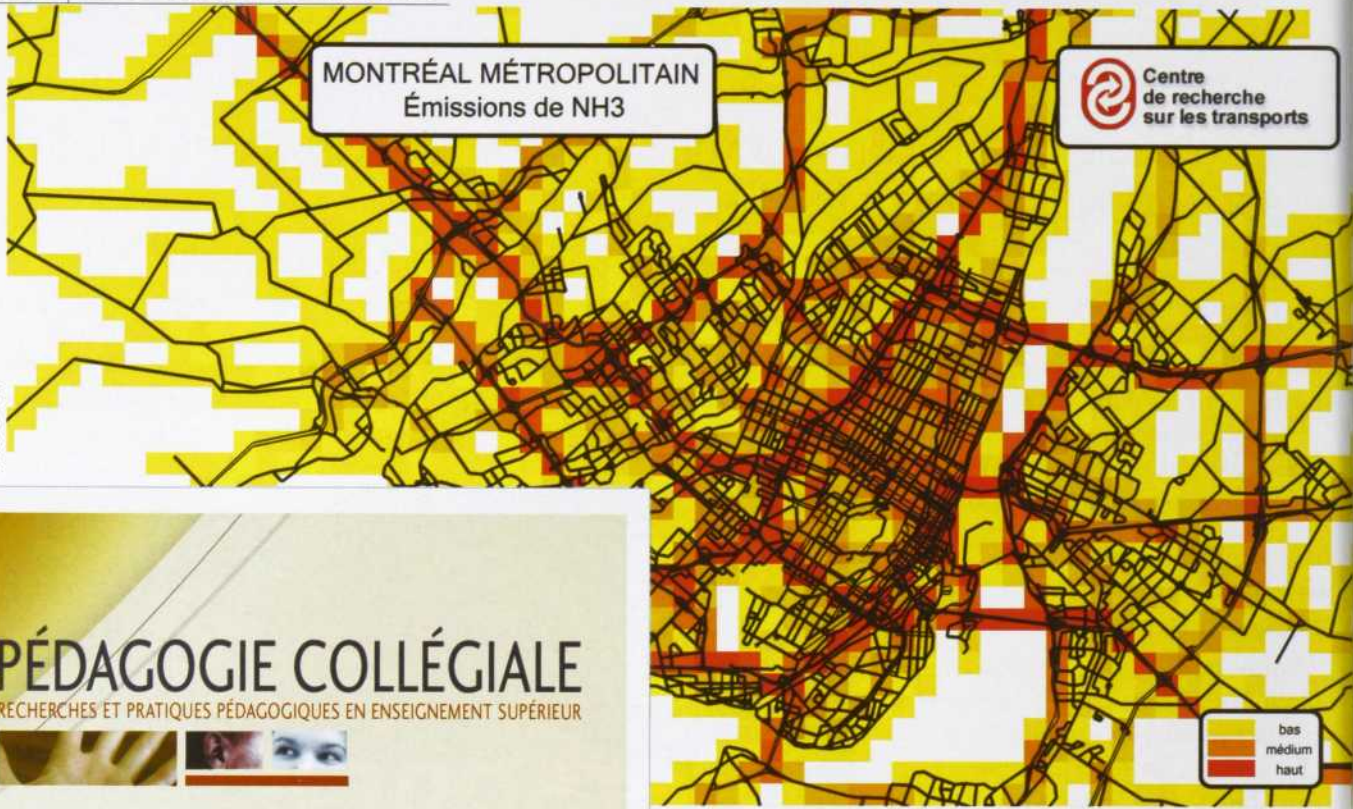 MONTRÉAL MÉTROPOLITAIN
Émissions de NH3
Centre
de recherche
sur les transports
PÉDAGOGIE COLLÉGIALE
RECHERCHES ET PRATIQUES PÉDAGOGIQUES EN ENSEIGNEMENT SUPÉRIEUR
bas
médium
haut